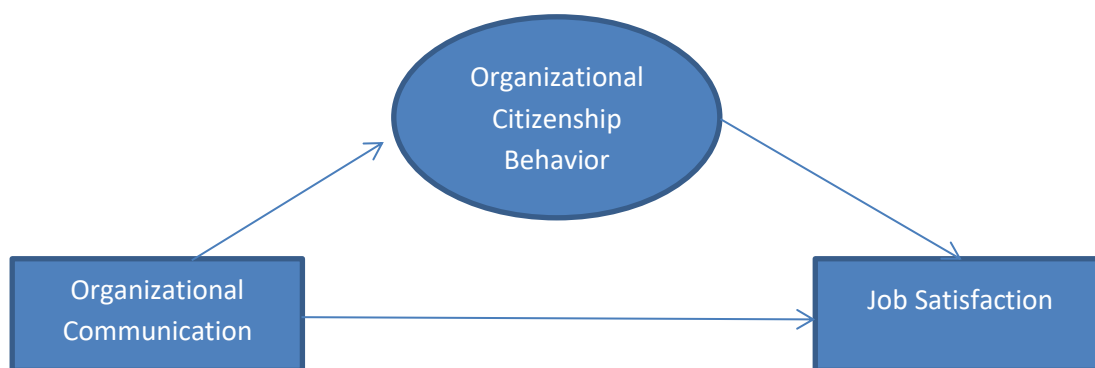 Organizational
Citizenship
Behavior
Organizational
Communication
Job Satisfaction